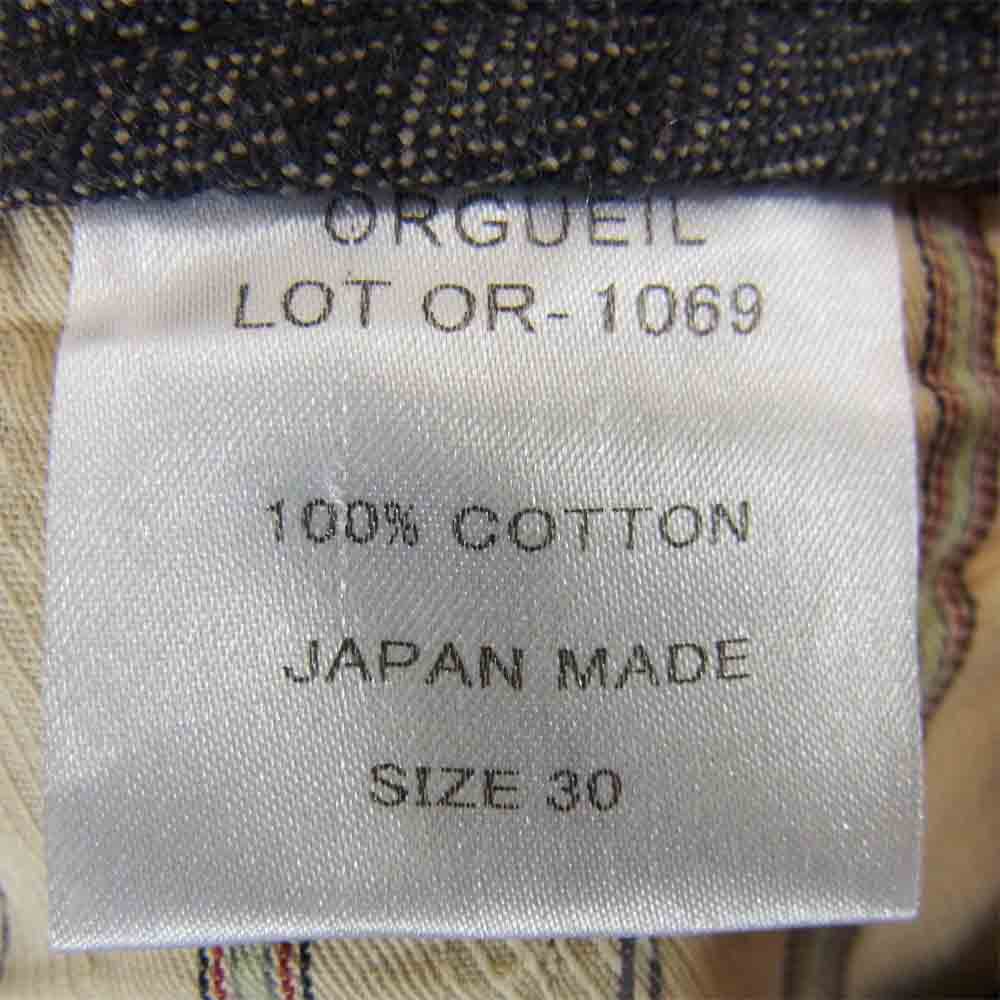 ORGUEIL
LOT OR-1069
100% COTTON
JAPAN MADE
SIZE 30